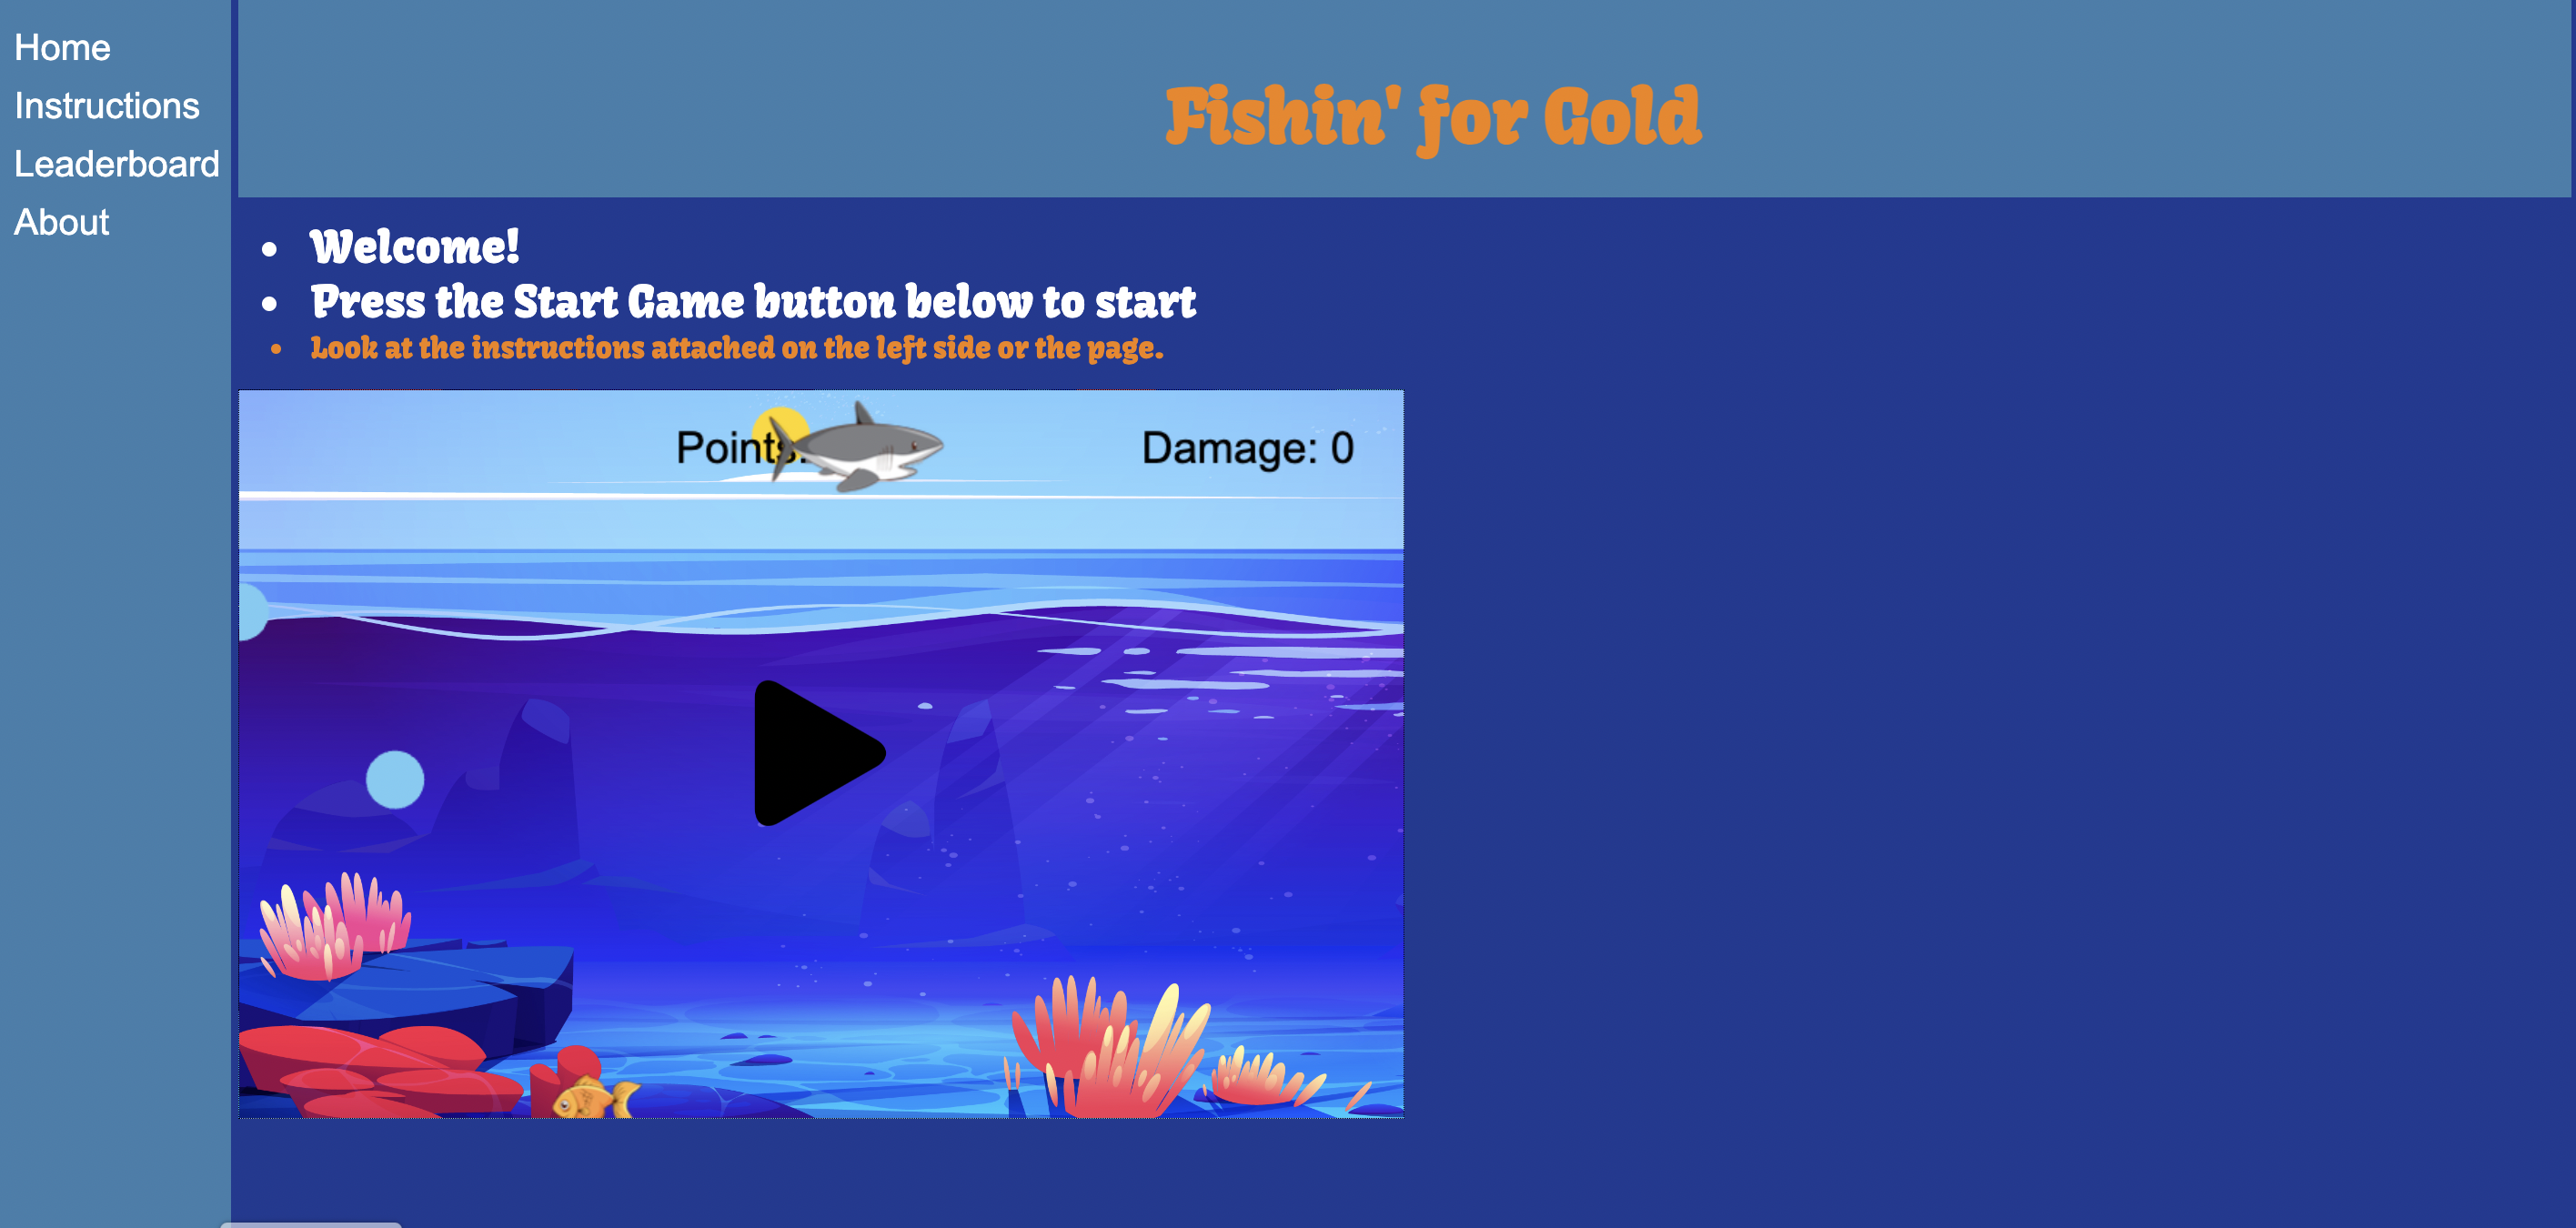 Home
Instructions
Leaderboard
About
Fishin' for Gold
Welcome!
Press the Start Game button below to start
Look at the instructions attached on the left side or the page.
Points:
Damage: 0